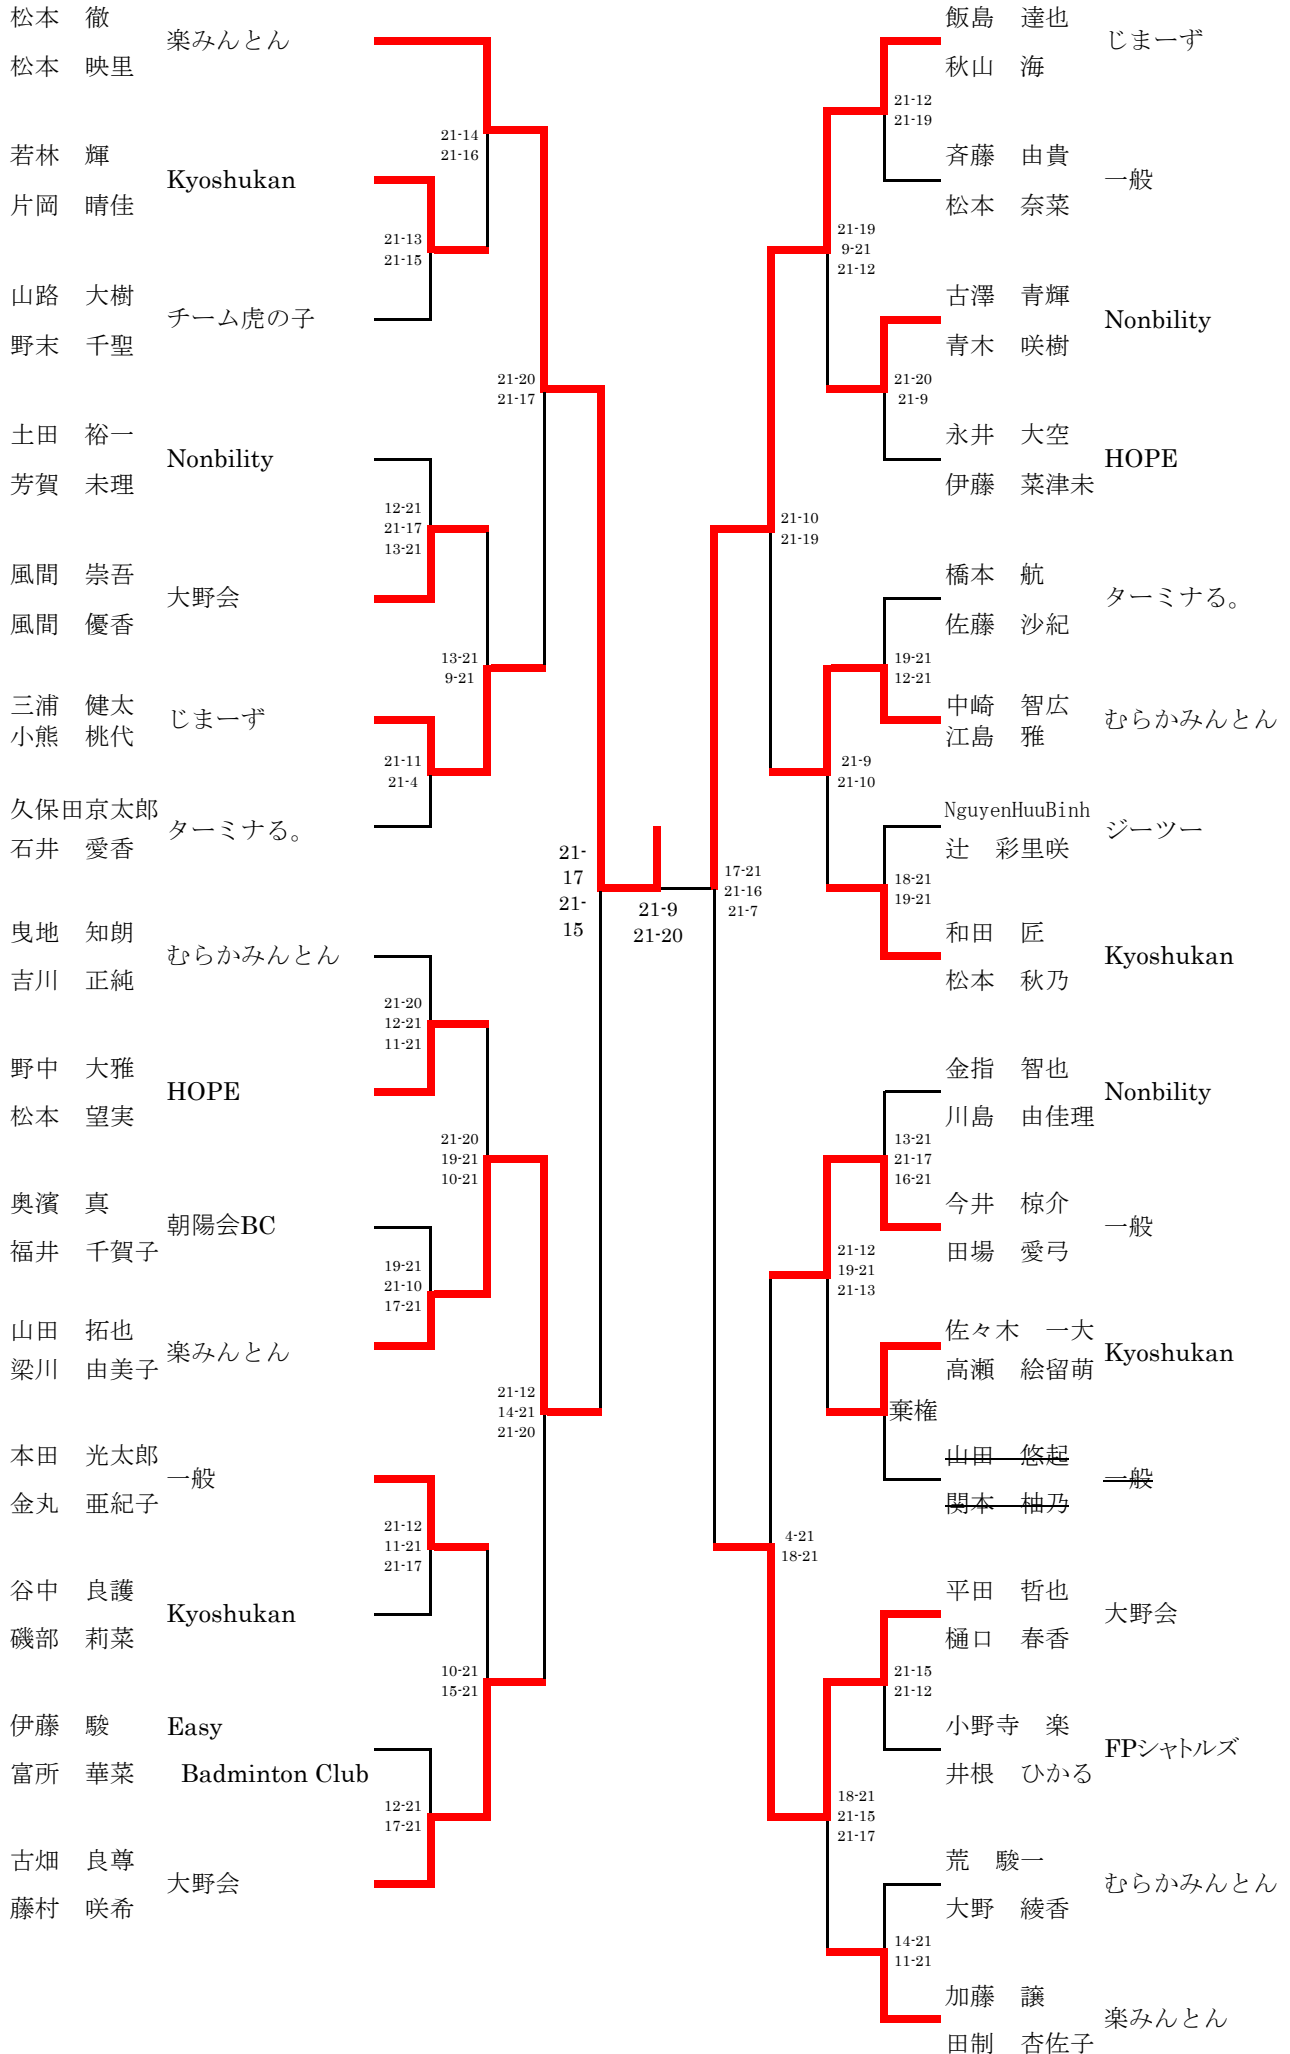 松本　徹
楽みんとん
松本　映里
21-14
21-16
若林　輝
Kyoshukan
片岡　晴佳
21-13
21-15
山路　大樹
チーム虎の子
野末　千聖
21-20
21-17
土田　裕一
Nonbility
芳賀　未理
12-21
21-17
13-21
風間　崇吾
大野会
風間　優香
13-21
9-21
三浦　健太
じまーず
小熊　桃代
21-11
21-4
久保田京太郎
ターミナる。
石井　愛香
21-
17
21-
15
曳地　知朗
むらかみんとん
吉川　正純
21-20
12-21
11-21
野中　大雅
HOPE
松本　望実
21-20
19-21
10-21
奥濱　真
朝陽会BC
福井　千賀子
19-21
21-10
17-21
山田　拓也
楽みんとん
梁川　由美子
21-12
14-21
21-20
本田　光太郎
一般
金丸　亜紀子
21-12
11-21
21-17
谷中　良護
Kyoshukan
磯部　莉菜
10-21
15-21
伊藤　駿
Easy
富所　華菜
Badminton Club
12-21
17-21
古畑　良尊
大野会
藤村　咲希
21-9
21-20
飯島　達也
じまーず
秋山　海
21-12
21-19
斉藤　由貴
一般
松本　奈菜
21-19
9-21
21-12
古澤　青輝
Nonbility
青木　咲樹
21-20
21-9
永井　大空
HOPE
伊藤　菜津未
21-10
21-19
橋本　航
ターミナる。
佐藤　沙紀
19-21
12-21
中崎　智広
むらかみんとん
江島　雅
21-9
21-10
NguyenHuuBinh
ジーツー
辻　彩里咲
18-21
19-21
17-21
21-16
21-7
和田　匠
Kyoshukan
松本　秋乃
金指　智也
Nonbility
川島　由佳理
13-21
21-17
16-21
今井　椋介
一般
田場　愛弓
21-12
19-21
21-13
佐々木　一大
Kyoshukan
高瀬　絵留萌
棄権
山田　悠起
一般
関本　柚乃
4-21
18-21
平田　哲也
大野会
樋口　春香
21-15
21-12
小野寺　楽
FPシャトルズ
井根　ひかる
18-21
21-15
21-17
荒　駿一
むらかみんとん
大野　綾香
14-21
11-21
加藤　譲
楽みんとん
田制　杏佐子